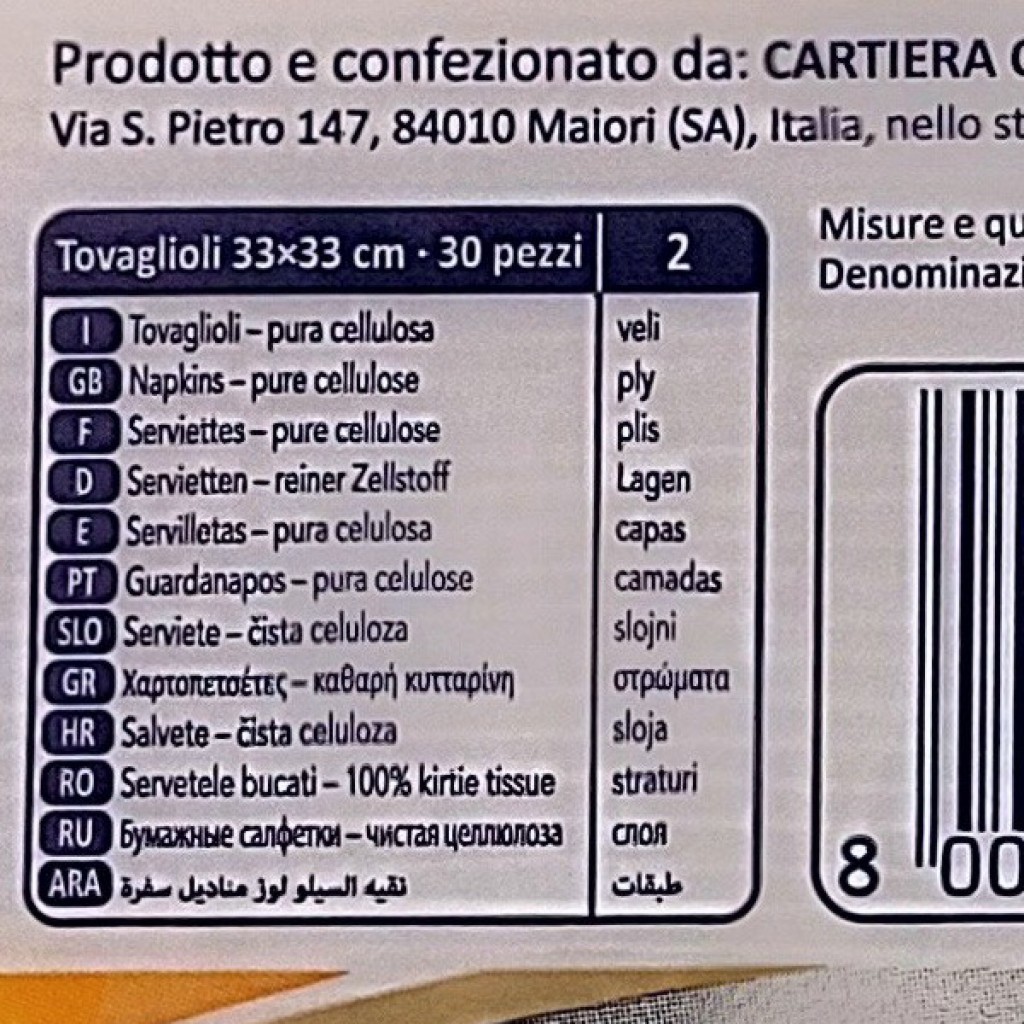 Prodotto e confezionato da: CARTIERA
Via S. Pietro 147, 84010 Maiori (SA), Italia, nello st
Tovaglioli 33×33 cm · 30 pezzi 2
I Tovaglioli – pura cellulosa veli
GB Napkins – pure cellulose ply
F Serviettes – pure cellulose plis
D Servietten – reiner Zellstoff Lagen
E Servilletas – pura celulosa capas
PT Guardanapos – pura celulose camadas
SLO Serviete – čista celuloza slojni
GR Χαρτοπετσέτες – καθαρή κυτταρίνη στρώματα
HR Salvete – čista celuloza sloja
RO Servetele bucati – 100% kirtie tissue straturi
RU Бумажные салфетки – чистая целлюлоза слоя
ARA نقيه السيلو لوز مناديل سفرة طبقات
Misure e qu
Denominazi
8 00